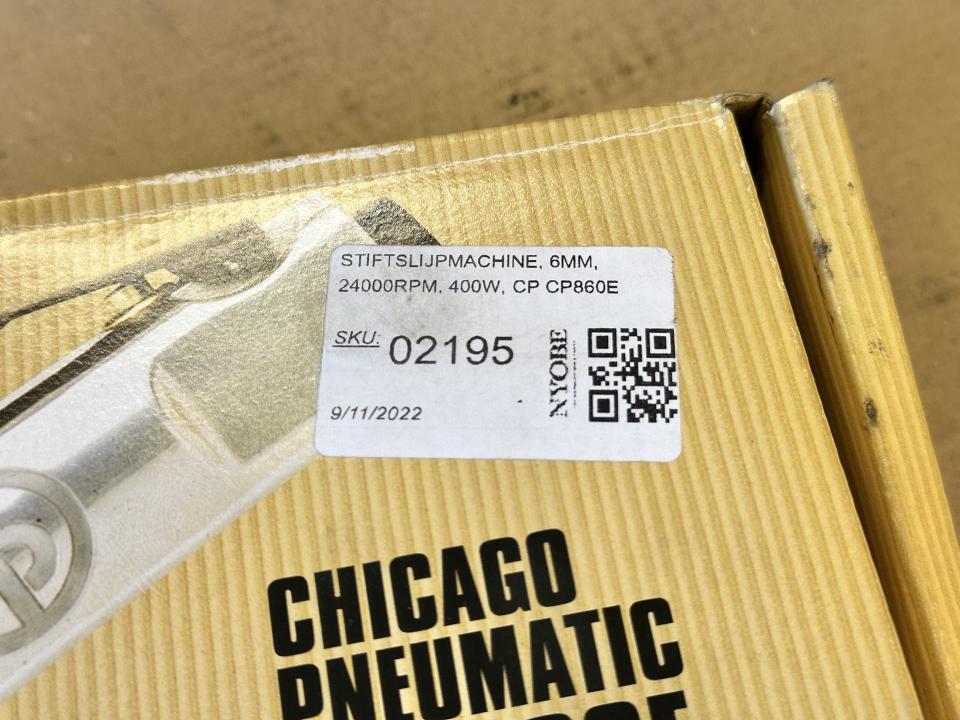 STIFTSLIJPMACHINE, 6MM,
24000RPM, 400W, CP CP860E
SKU: 02195
NYOBE
9/11/2022
CHICAGO
PNEUMATIC